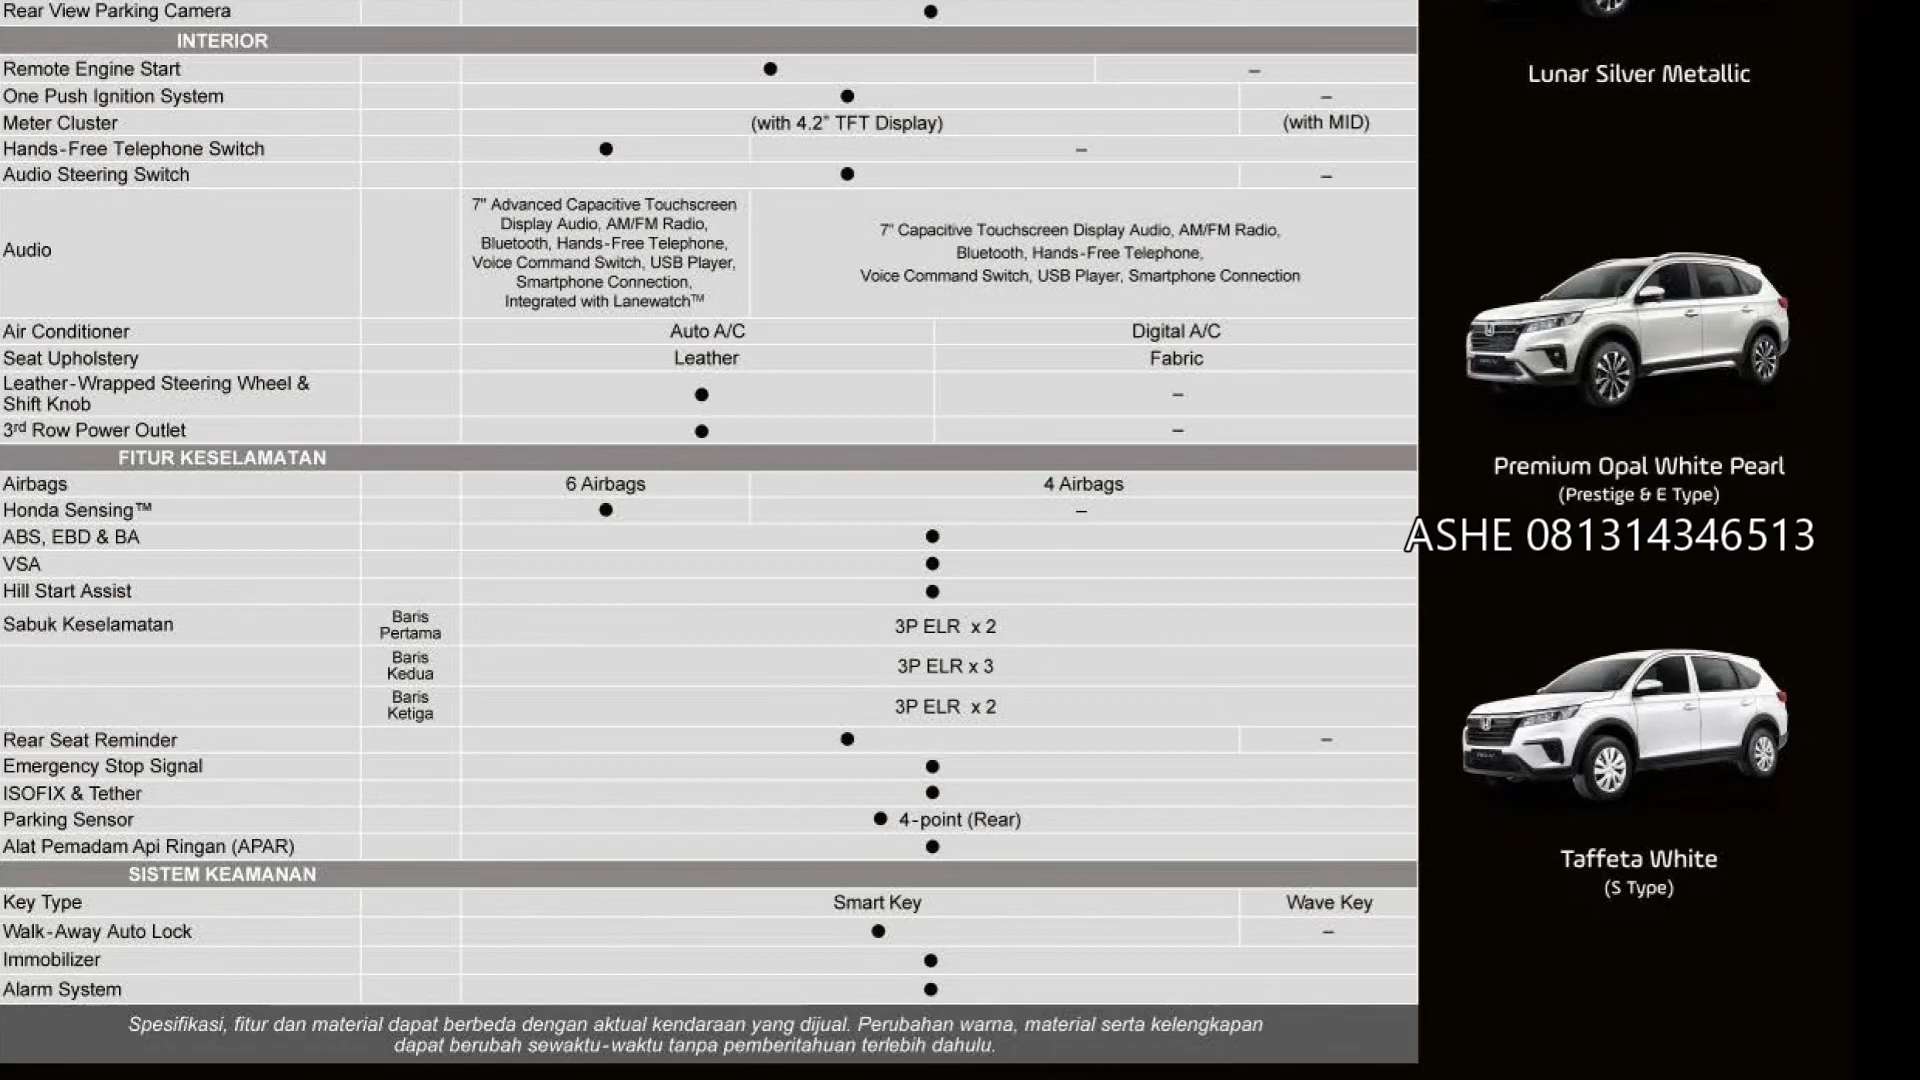 Rear View Parking Camera ●
INTERIOR
Remote Engine Start ● –
One Push Ignition System ● –
Meter Cluster (with 4.2" TFT Display) (with MID)
Hands-Free Telephone Switch ● –
Audio Steering Switch ● –
Audio
7" Advanced Capacitive Touchscreen
Display Audio, AM/FM Radio,
Bluetooth, Hands-Free Telephone,
Voice Command Switch, USB Player,
Smartphone Connection,
Integrated with Lanewatch™
7" Capacitive Touchscreen Display Audio, AM/FM Radio,
Bluetooth, Hands-Free Telephone,
Voice Command Switch, USB Player, Smartphone Connection
Air Conditioner Auto A/C Digital A/C
Seat Upholstery Leather Fabric
Leather-Wrapped Steering Wheel &
Shift Knob ● –
3rd Row Power Outlet ● –
FITUR KESELAMATAN
Airbags 6 Airbags 4 Airbags
Honda Sensing™ ● –
ABS, EBD & BA ●
VSA ●
Hill Start Assist ●
Sabuk Keselamatan
Baris
Pertama
3P ELR x 2
Baris
Kedua
3P ELR x 3
Baris
Ketiga
3P ELR x 2
Rear Seat Reminder ● –
Emergency Stop Signal ●
ISOFIX & Tether ●
Parking Sensor ● 4-point (Rear)
Alat Pemadam Api Ringan (APAR) ●
SISTEM KEAMANAN
Key Type Smart Key Wave Key
Walk-Away Auto Lock ● –
Immobilizer ●
Alarm System ●
Spesifikasi, fitur dan material dapat berbeda dengan aktual kendaraan yang dijual. Perubahan warna, material serta kelengkapan
dapat berubah sewaktu-waktu tanpa pemberitahuan terlebih dahulu.
Lunar Silver Metallic
Premium Opal White Pearl
(Prestige & E Type)
ASHE 081314346513
Taffeta White
(S Type)